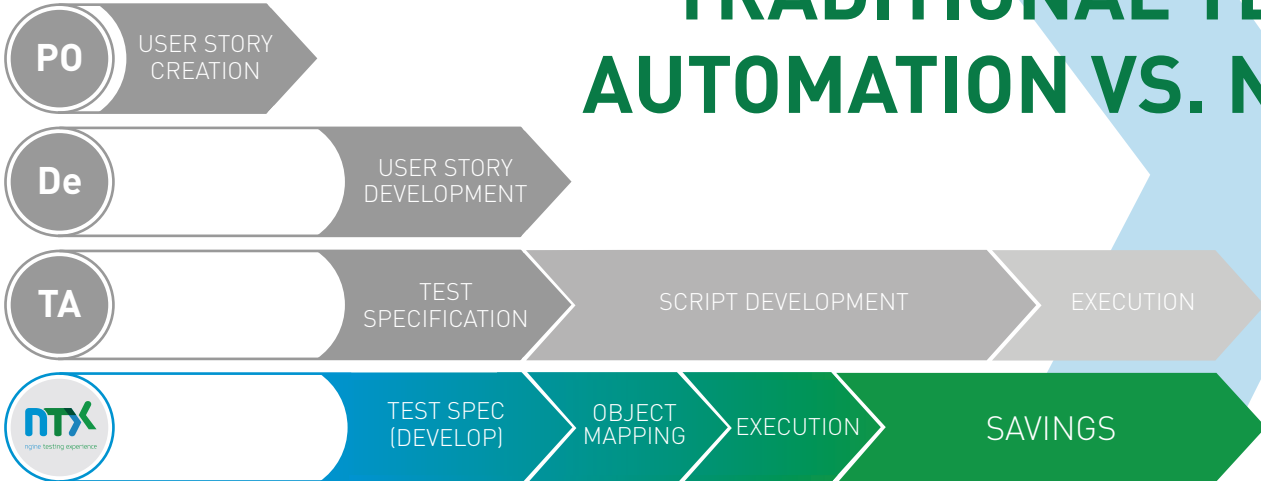 TRADITIONAL
AUTOMATION VS.
PO
USER STORY
CREATION
De
USER STORY
DEVELOPMENT
TA
TEST
SPECIFICATION
SCRIPT DEVELOPMENT
EXECUTION
nTX
ngine testing experience
TEST SPEC
(DEVELOP)
OBJECT
MAPPING
EXECUTION
SAVINGS